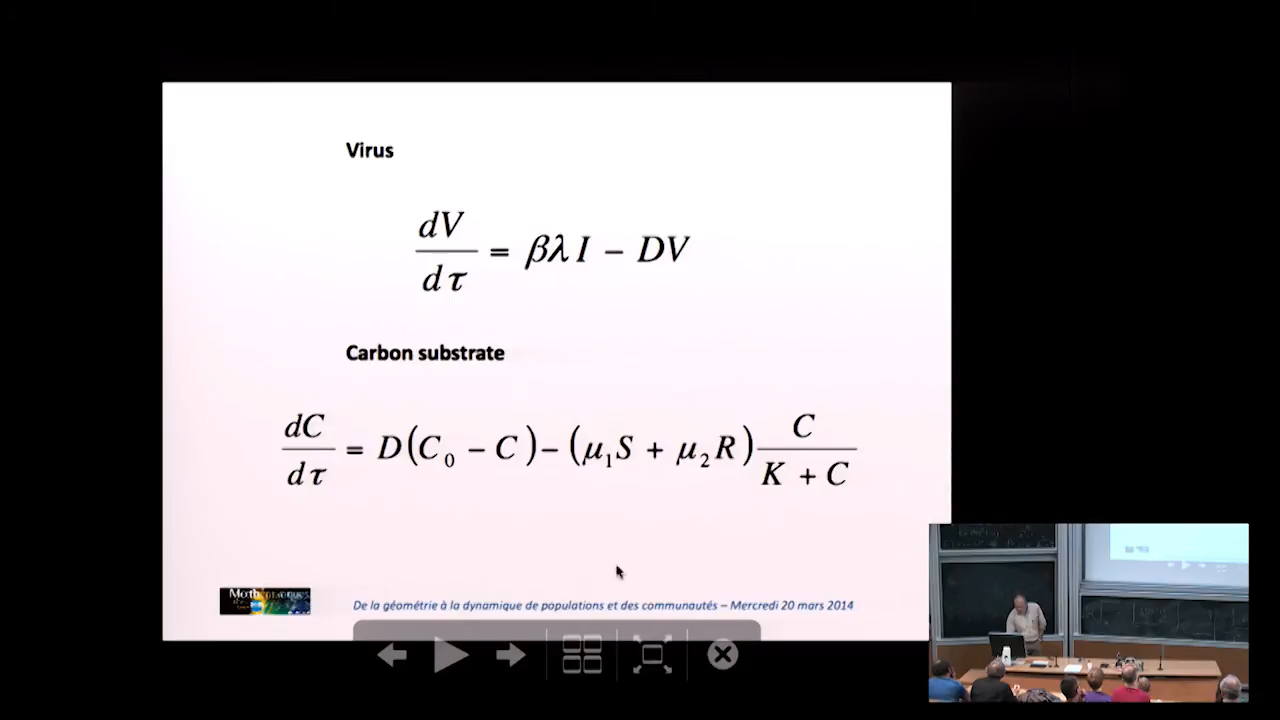 Virus
dV/dτ = βλ I − DV
Carbon substrate
dC/dτ = D(C₀ − C) − (μ₁S + μ₂R) C/(K + C)
De la géométrie à la dynamique de populations et des communautés – Mercredi 20 mars 2014